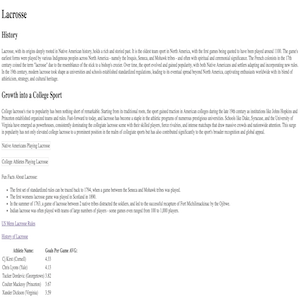 Lacrosse
History
Lacrosse, with its origins deeply rooted in Native American history, holds a rich and storied past. It is the oldest team sport in North America, with the first games being quoted to have been played around 1100. The game's
earliest forms were played by various Indigenous peoples across North America - namely the Iroquois, Seneca, and Mohawk tribes - and often with spiritual and ceremonial significance. The French colonists in the 17th
century coined the term "lacrosse" due to the resemblance of the stick to a bishop's crozier. Over time, the sport evolved and gained popularity, with both Native Americans and settlers adapting and incorporating new rules.
In the 19th century, modern lacrosse took shape as universities and schools established standardized regulations, leading to its eventual spread beyond North America, captivating enthusiasts worldwide with its blend of
athleticism, strategy, and cultural heritage.
Growth into a College Sport
College lacrosse's rise to popularity has been nothing short of remarkable. Starting from its traditional roots, the sport gained traction in American colleges during the late 19th century as institutions like Johns Hopkins and
Princeton established organized teams and rules. Fast forward to today, and lacrosse has become a staple in the athletic programs of numerous prestigious universities. Schools like Duke, Syracuse, and the University of
Virginia have emerged as powerhouses, consistently dominating the collegiate lacrosse scene with their skilled players, fierce rivalries, and intense matchups that draw massive crowds and nationwide attention. This surge
in popularity has not only elevated college lacrosse to a prominent position in the realm of collegiate sports but has also contributed significantly to the sport's broader recognition and global appeal.
Native Americans Playing Lacrosse
College Athletes Playing Lacrosse
Fun Facts About Lacrosse:
The first set of standardized rules can be traced back to 1794, when a game between the Seneca and Mohawk tribes was played.
The first womens lacrosse game was played in Scotland in 1890.
In the summer of 1763, a game of lacrosse between 2 native tribes distracted the soldiers, and led to the successful recapture of Fort Michilimackinac by the Ojibwe.
Indian lacrosse was often played with teams of large numbers of players - some games even ranged from 100 to 1,000 players.
US Mens Lacrosse Roles
History of Lacrosse
Athlete Name: Goals Per Game AVG:
CJ Kirst (Cornell) 4.33
Chris Lyons (Yale) 4.13
Tucker Dordevic (Georgetown) 3.82
Coulter Mackesy (Princeton) 3.67
Xander Dickson (Virginia) 3.59